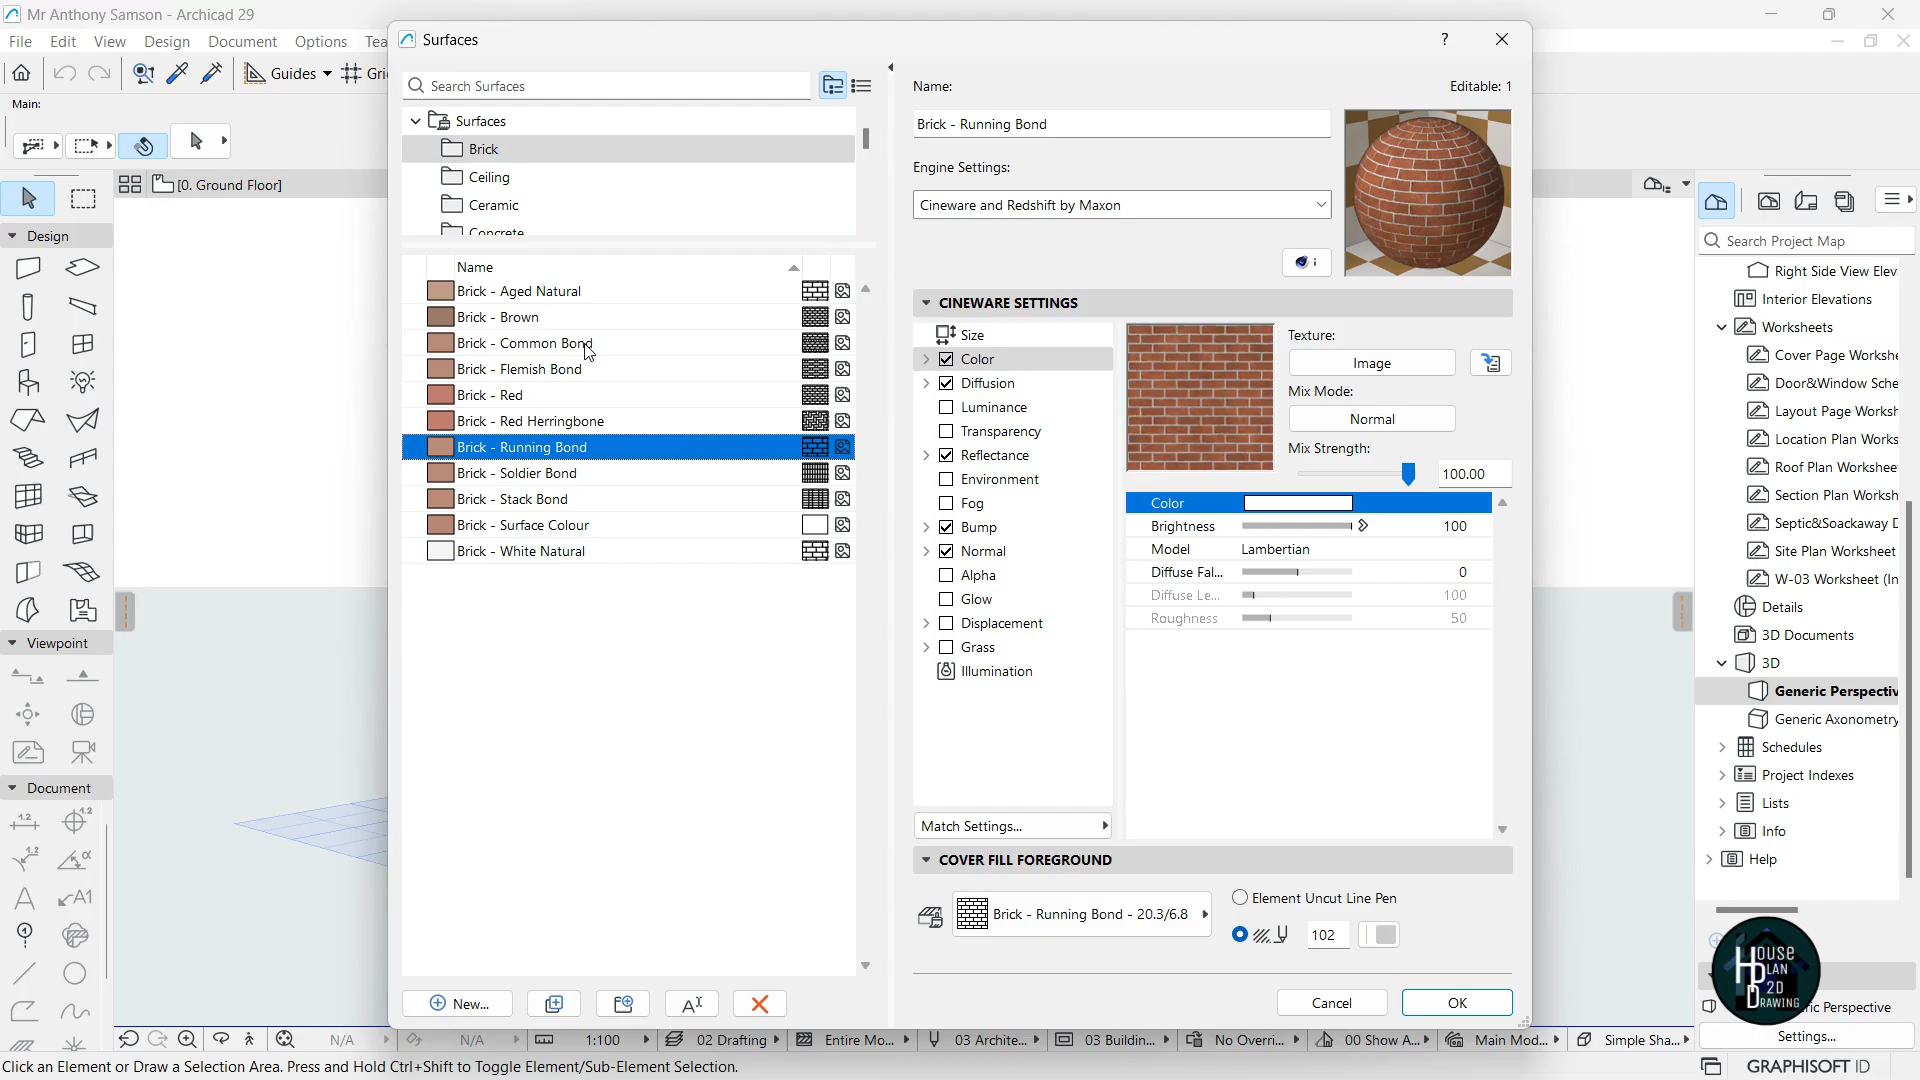 Mr Anthony Samson - Archicad 29
File Edit View Design Document Options Tea
Guides Gri
Main:
[0. Ground Floor]
Design
Viewpoint
Document
Surfaces
Search Surfaces
Surfaces
Brick
Ceiling
Ceramic
Concrete
Name
Brick - Aged Natural
Brick - Brown
Brick - Common Bond
Brick - Flemish Bond
Brick - Red
Brick - Red Herringbone
Brick - Running Bond
Brick - Soldier Bond
Brick - Stack Bond
Brick - Surface Colour
Brick - White Natural
New...
Name: Editable: 1
Brick - Running Bond
Engine Settings:
Cineware and Redshift by Maxon
i
CINEWARE SETTINGS
Size
Color
Diffusion
Luminance
Transparency
Reflectance
Environment
Fog
Bump
Normal
Alpha
Glow
Displacement
Grass
Illumination
Match Settings...
Texture:
Image
Mix Mode:
Normal
Mix Strength:
100.00
Color
Brightness 100
Model Lambertian
Diffuse Fal... 0
Diffuse Le... 100
Roughness 50
COVER FILL FOREGROUND
Brick - Running Bond - 20.3/6.8
Element Uncut Line Pen
102
Cancel OK
Search Project Map
Right Side View Elev
Interior Elevations
Worksheets
Cover Page Workshe
Door&Window Sche
Layout Page Worksh
Location Plan Works
Roof Plan Workshee
Section Plan Worksh
Septic&Soackaway D
Site Plan Worksheet
W-03 Worksheet (In
Details
3D Documents
3D
Generic Perspectiv
Generic Axonometry
Schedules
Project Indexes
Lists
Info
Help
HOUSE
PLAN
2D
DRAWING
ric Perspective
Settings...
N/A N/A 1:100 02 Drafting Entire Mo... 03 Archite... 03 Buildin... No Overri... 00 Show A... Main Mod... Simple Sha...
Click an Element or Draw a Selection Area. Press and Hold Ctrl+Shift to Toggle Element/Sub-Element Selection.
GRAPHISOFT ID